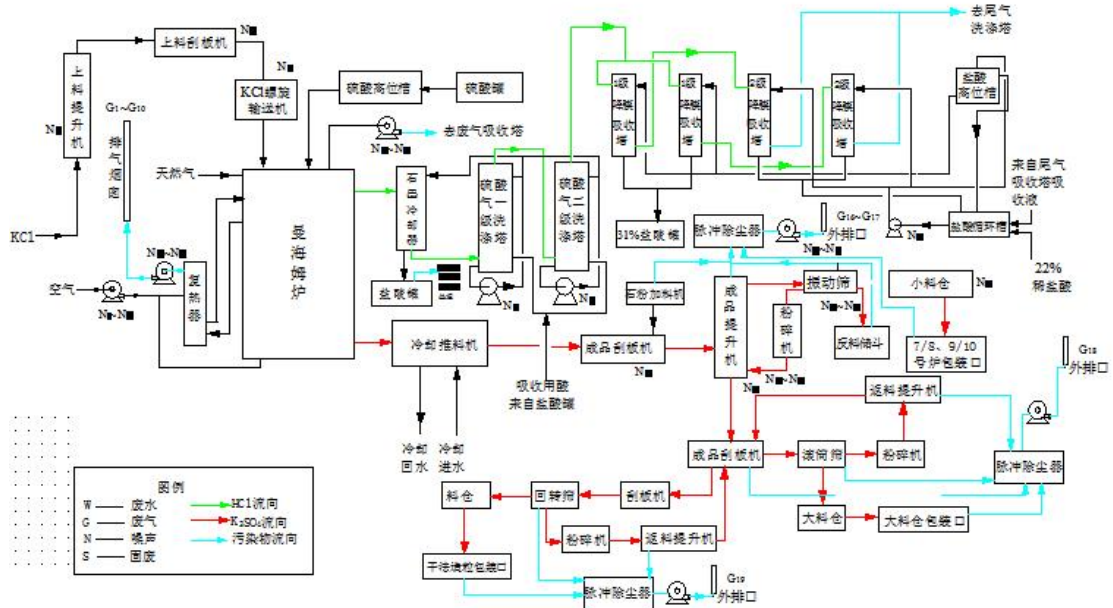 上料刮板机
N■
上料提升机
N■
KCl螺旋
输送机
N■
硫酸高位槽
硫酸罐
去废气吸收塔
N■~N■
G₁~G₁₀
排气烟囱
天然气
KCl
空气
N■~N■
N■~N■
复热器
曼海姆炉
石墨冷却器
盐酸罐
硫酸气一级洗涤塔
硫酸气二级洗涤塔
N■
N■
1级降膜吸收塔
降膜吸收塔
2级降膜吸收塔
降膜吸收塔
去尾气
洗涤塔
盐酸
高位槽
来自尾气
吸收塔吸
收液
盐酸循环槽
N■
22%
稀盐酸
31%盐酸罐
脉冲除尘器
G₁₆~G₁₇
外排口
N■~N■
石粉加料机
成品提升机
N■
振动筛
N■~N■
粉碎机
N■~N■
反料储斗
小料仓
N■
7/8、9/10
号炉包装口
冷却推料机
成品刮板机
N■
吸收用酸
来自盐酸罐
冷却
回水
冷却
进水
G₁₈
外排口
返料提升机
成品刮板机
滚筒筛
粉碎机
脉冲除尘器
大料仓
大料仓包装口
料仓
回转筛
刮板机
粉碎机
返料提升机
干法造粒包装口
脉冲除尘器
G₁₉
外排口
图例
W 废水
G 废气
N 噪声
S 固废
HCl流向
K₂SO₄流向
污染物流向